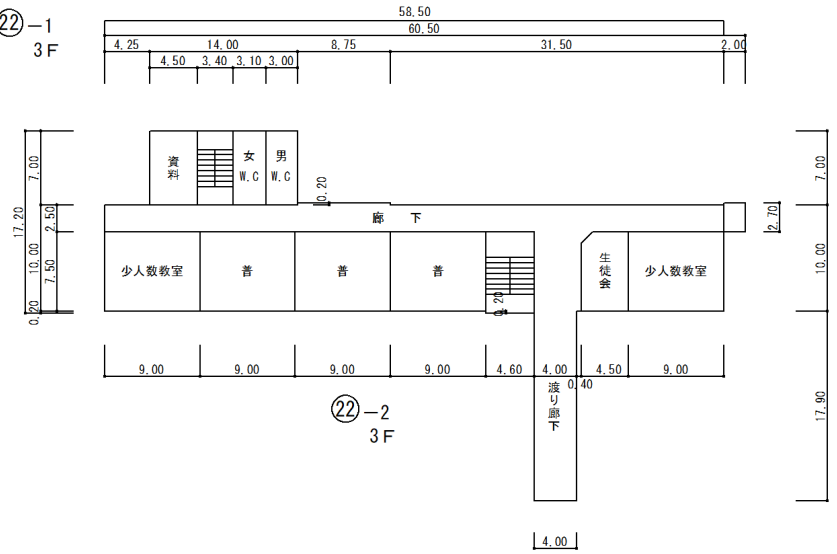 ㉒－1
3F
58.50
60.50
4.25 14.00 8.75 31.50 2.00
4.50 3.40 3.10 3.00
資料
女
W.C
男
W.C
0.20
7.00
17.20
2.50
10.00
7.50
0.20
7.00
2.70
10.00
17.90
廊 下
少人数教室
普
普
普
0.20
生徒会
少人数教室
9.00 9.00 9.00 9.00 4.60 4.00 0.40 4.50 9.00
㉒－2
3F
渡り廊下
4.00